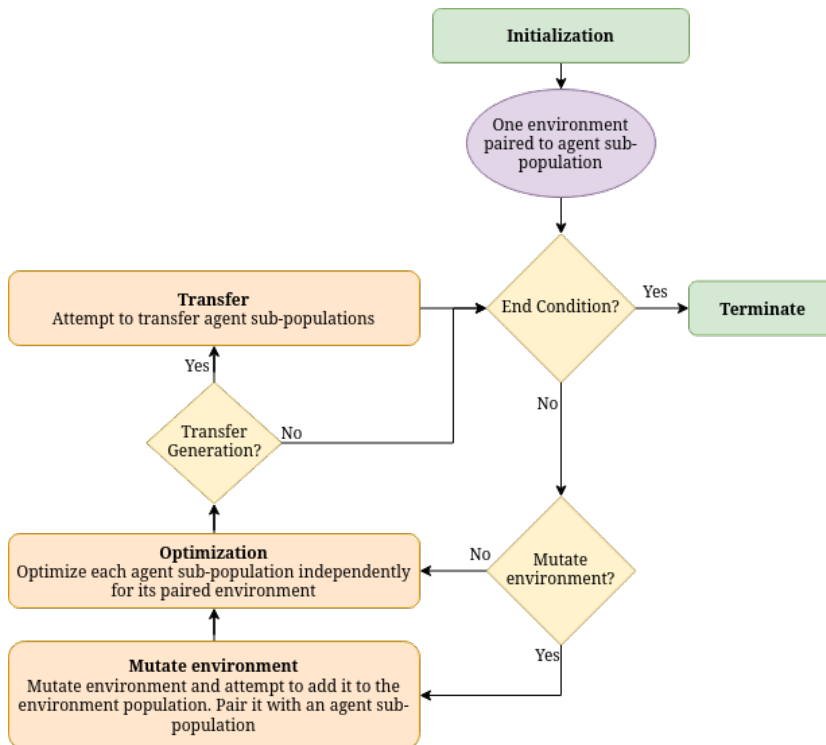 Initialization
One environment
paired to agent sub-
population
End Condition?
Yes
Terminate
No
Transfer
Attempt to transfer agent sub-populations
Yes
Transfer
Generation?
No
Optimization
Optimize each agent sub-population independently
for its paired environment
No
Mutate
environment?
Yes
Mutate environment
Mutate environment and attempt to add it to the
environment population. Pair it with an agent sub-
population